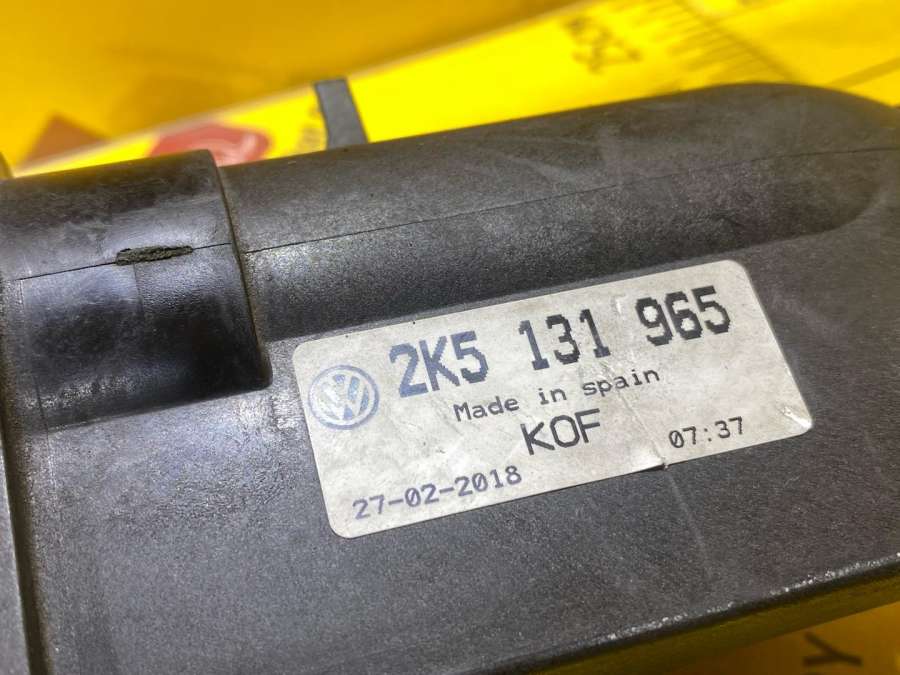 2K5 131 965
Made in spain
KOF
07:37
27-02-2018